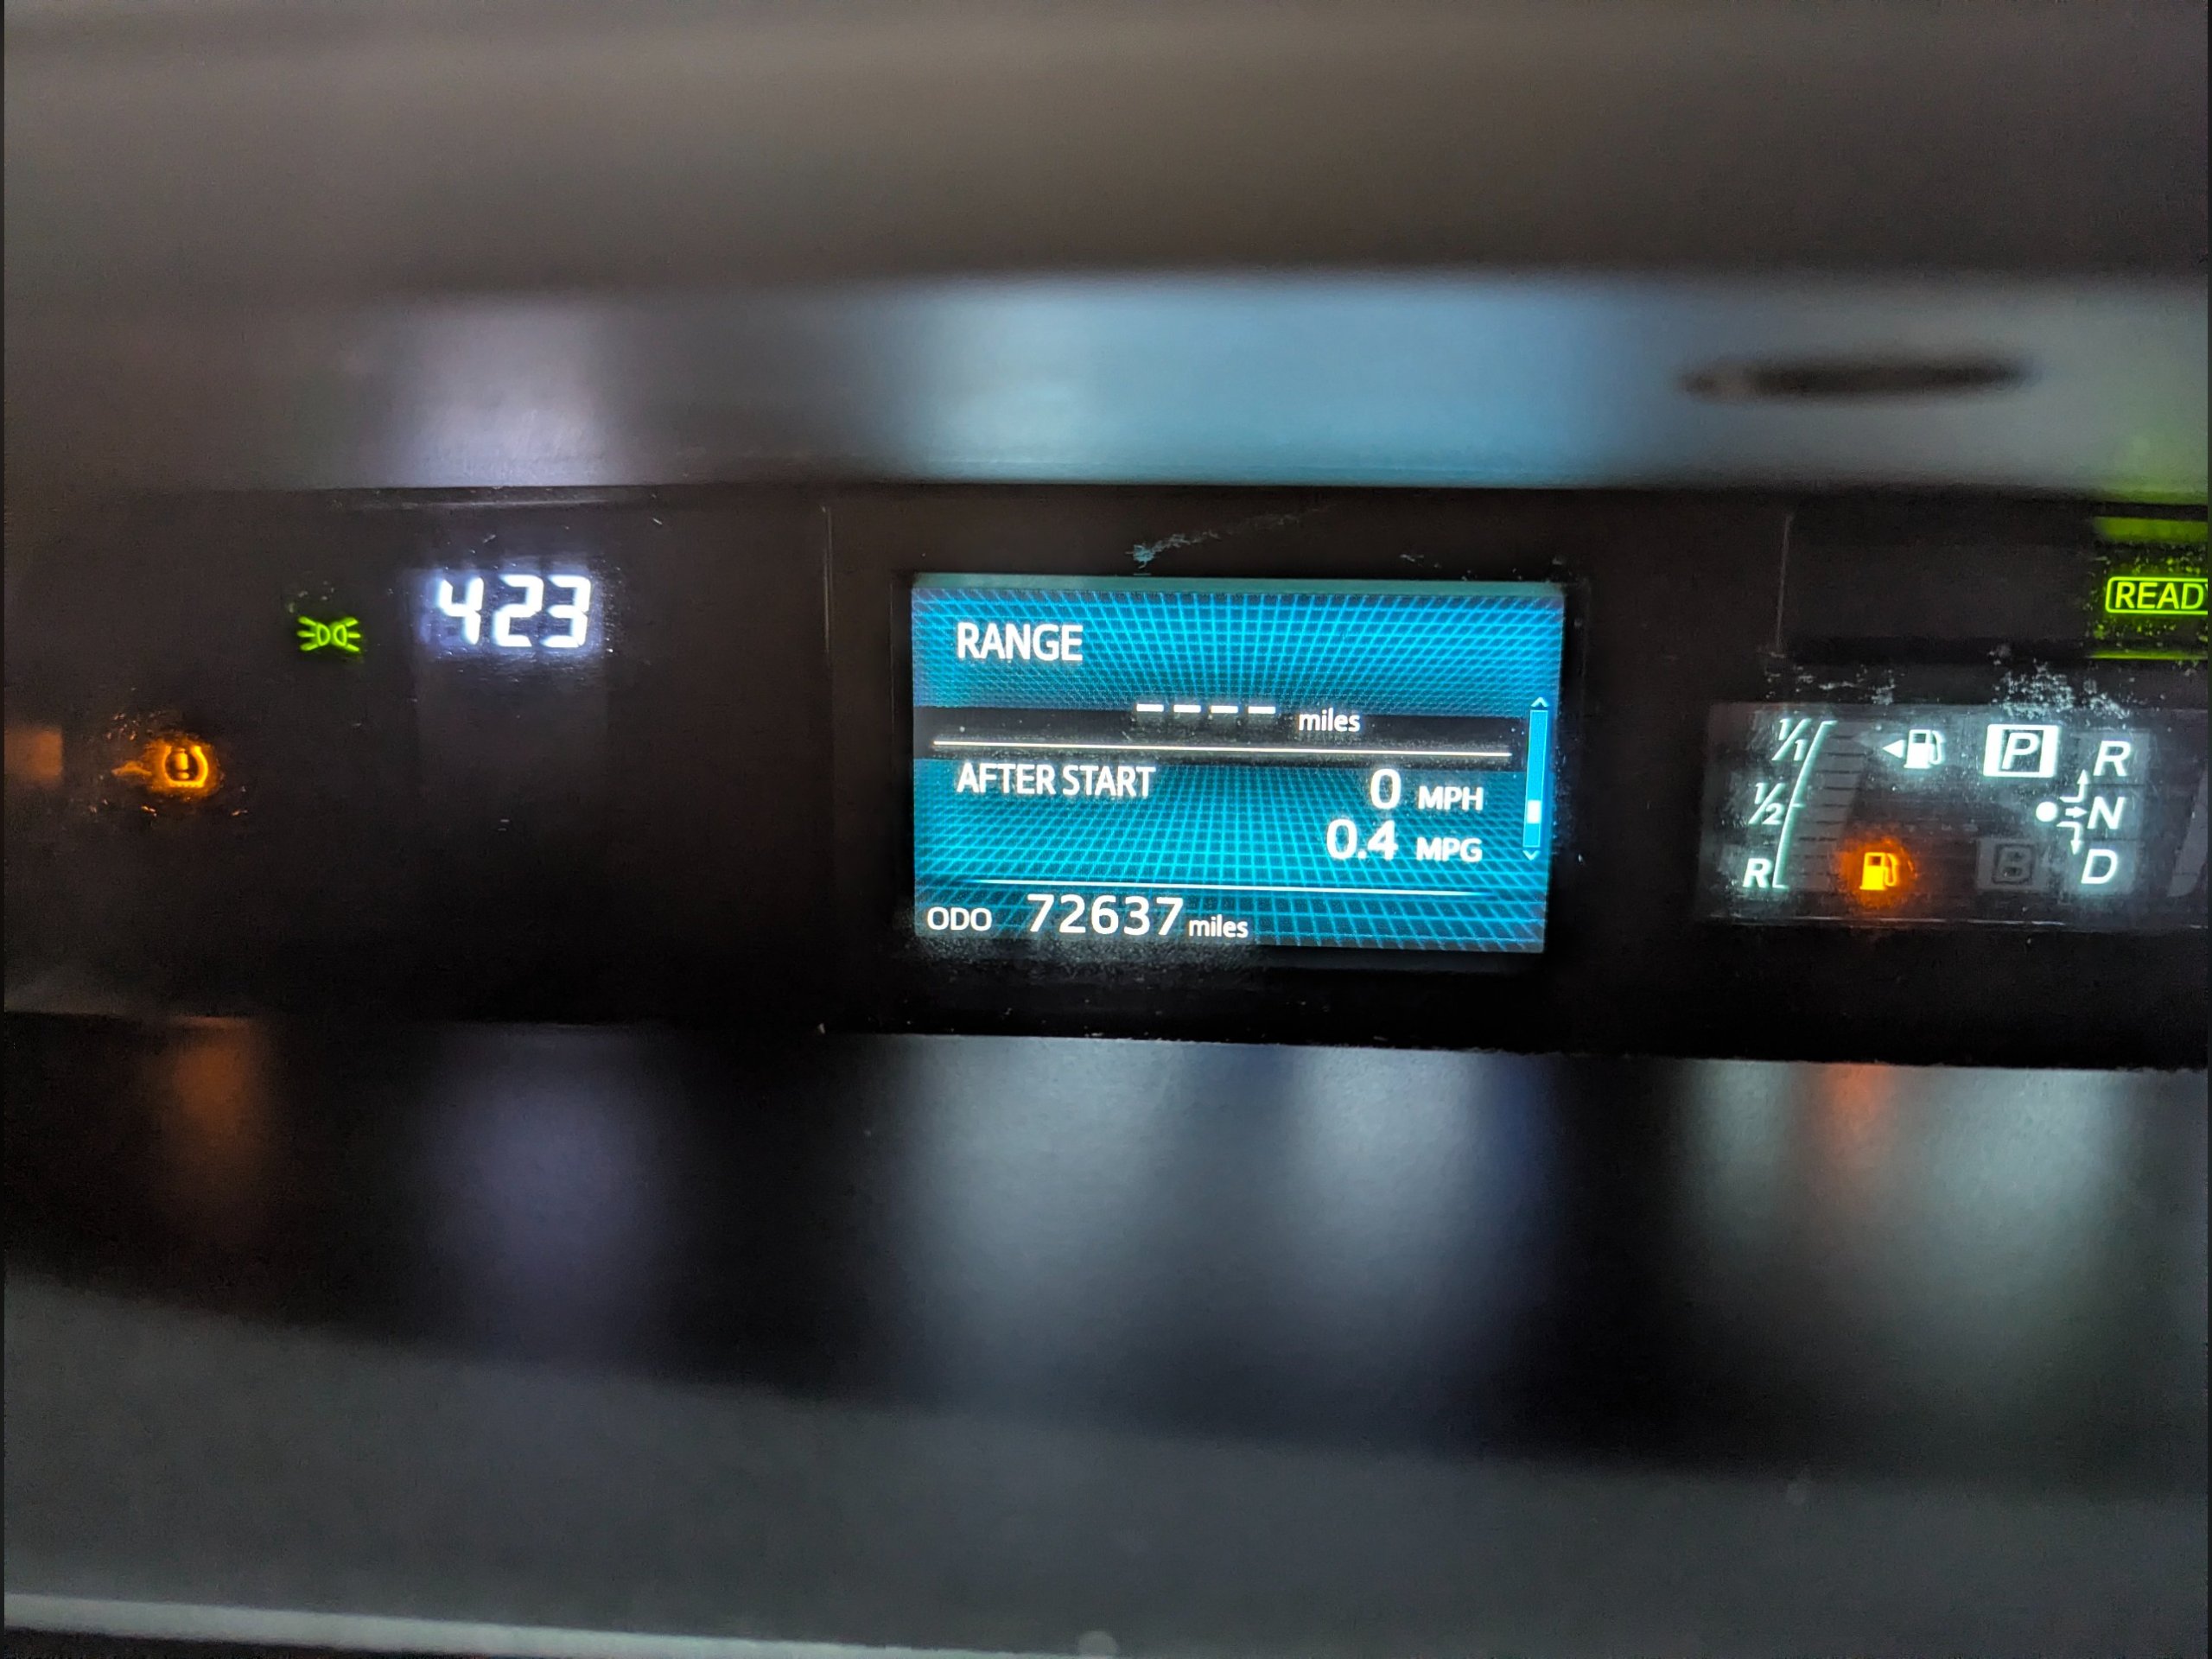 423
READY
RANGE
---- miles
AFTER START 0 MPH
0.4 MPG
ODO 72637 miles
1/1
1/2
R
P R
N
B D